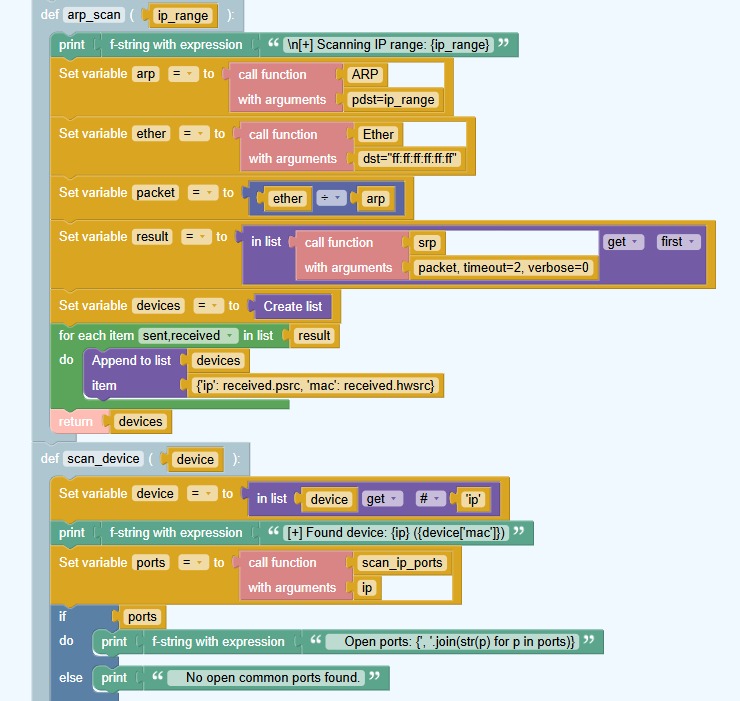 def arp_scan ( ip_range ):
print f-string with expression “ \n[+] Scanning IP range: {ip_range} ”
Set variable arp = to call function ARP
with arguments pdst=ip_range
Set variable ether = to call function Ether
with arguments dst="ff:ff:ff:ff:ff:ff"
Set variable packet = to ether ÷ arp
Set variable result = to in list call function srp get first
with arguments packet, timeout=2, verbose=0
Set variable devices = to Create list
for each item sent,received in list result
do Append to list devices
item {'ip': received.psrc, 'mac': received.hwsrc}
return devices
def scan_device ( device ):
Set variable device = to in list device get # 'ip'
print f-string with expression “ [+] Found device: {ip} ({device['mac']}) ”
Set variable ports = to call function scan_ip_ports
with arguments ip
if ports
do print f-string with expression “ Open ports: {', '.join(str(p) for p in ports)} ”
else print “ No open common ports found. ”